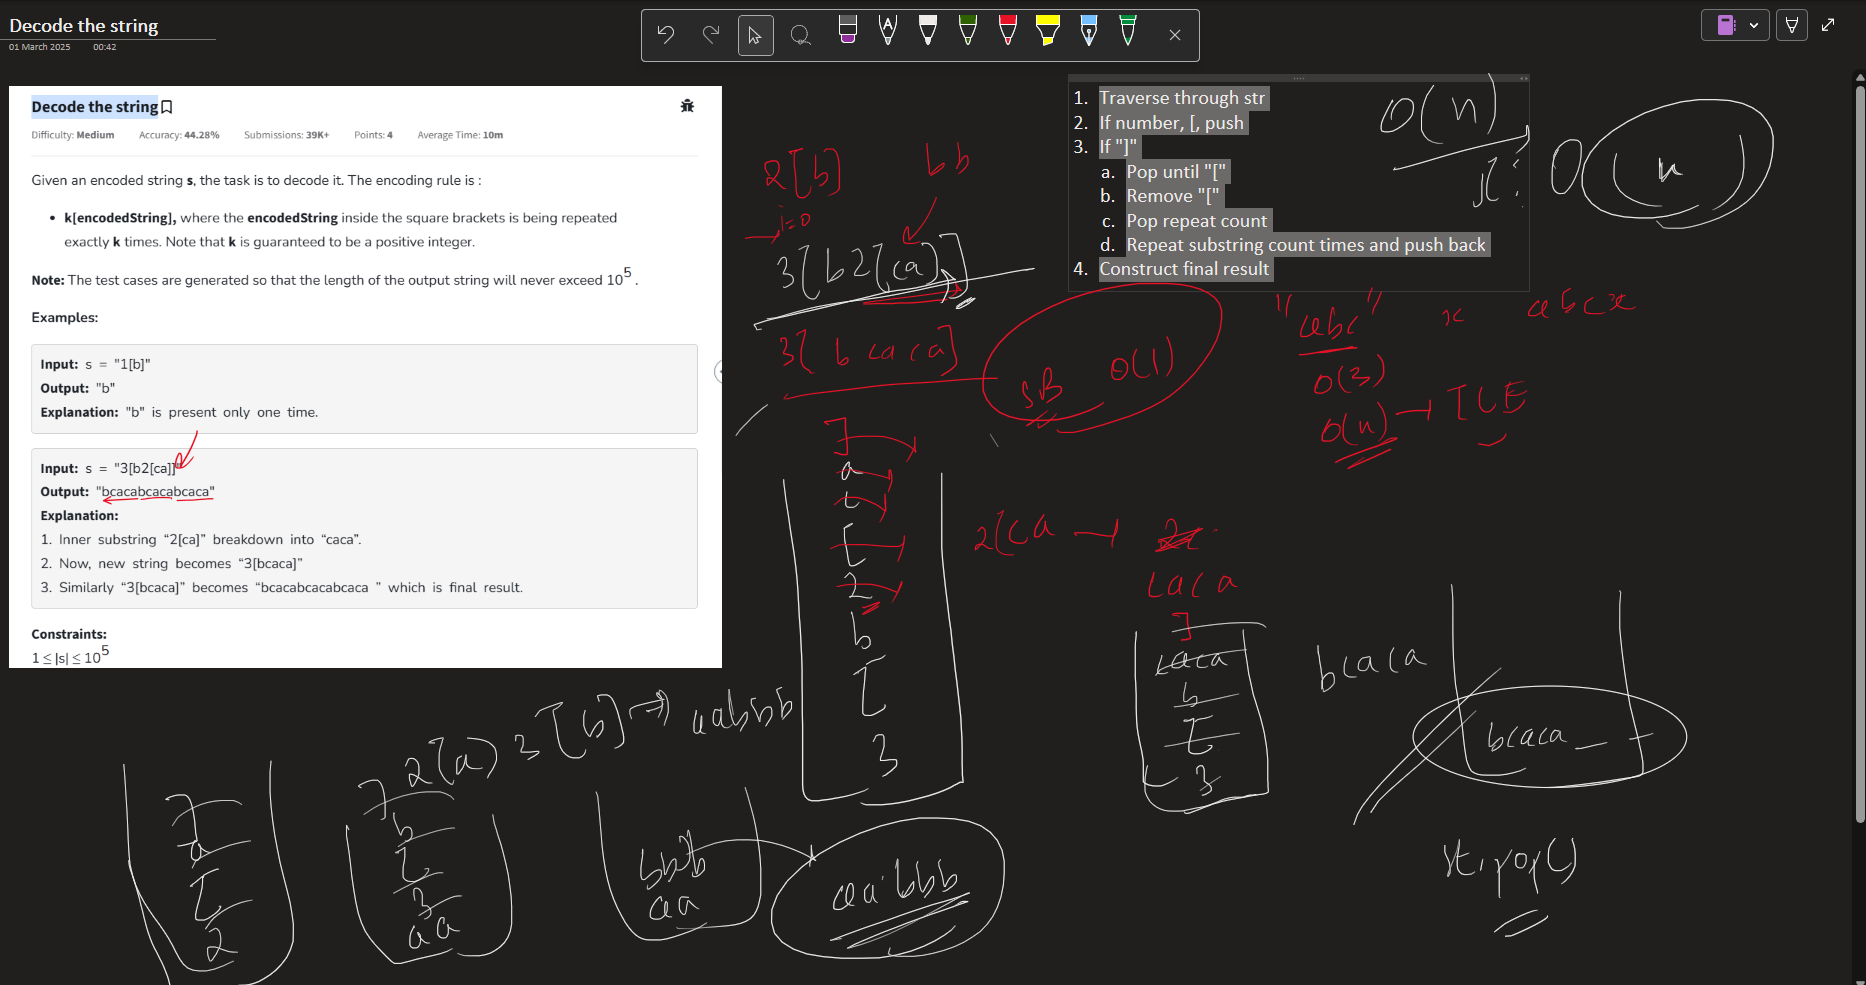 Decode the string
01 March 2025 00:42
Decode the string
Difficulty: Medium Accuracy: 44.28% Submissions: 39K+ Points: 4 Average Time: 10m
Given an encoded string s, the task is to decode it. The encoding rule is :
• k[encodedString], where the encodedString inside the square brackets is being repeated
exactly k times. Note that k is guaranteed to be a positive integer.
Note: The test cases are generated so that the length of the output string will never exceed 10^5 .
Examples:
Input: s = "1[b]"
Output: "b"
Explanation: "b" is present only one time.
Input: s = "3[b2[ca]]"
Output: "bcacabcacabcaca"
Explanation:
1. Inner substring “2[ca]” breakdown into “caca”.
2. Now, new string becomes “3[bcaca]”
3. Similarly “3[bcaca]” becomes “bcacabcacabcaca ” which is final result.
Constraints:
1 ≤ |s| ≤ 10^5
1. Traverse through str
2. If number, [, push
3. If "]"
a. Pop until "["
b. Remove "["
c. Pop repeat count
d. Repeat substring count times and push back
4. Construct final result
O(n)
O(n)
2[b] bb
i=0
3[b2[ca]]
3[bcaca]
SB O(1)
"abc" x abcx
O(3)
O(n) → TLE
]
a
c
[
2
b
[
3
2[ca →
caca
]
caca
b
[
3
bcaca
bcaca _ _
st.pop()
2[a] 3[b] → aabbb
]
a
[
2
]
b
[
3
aa
bbb
aa
aabbb